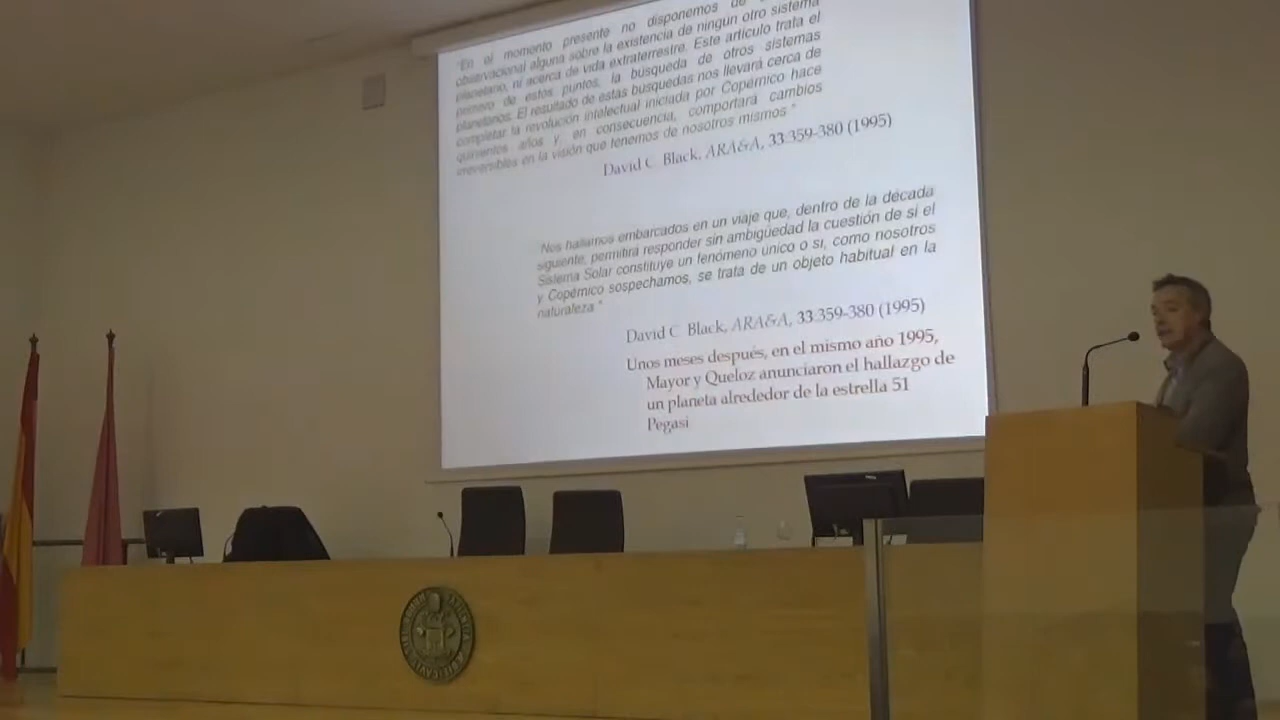 "En el momento presente no disponemos de
observacional alguna sobre la existencia de ningún otro sistema
planetario, ni acerca de vida extraterrestre. Este artículo trata el
primero de estos puntos, la búsqueda de otros sistemas
planetarios. El resultado de estas búsquedas nos llevará cerca de
completar la revolución intelectual iniciada por Copérnico hace
quinientos años y, en consecuencia, comportará cambios
irreversibles en la visión que tenemos de nosotros mismos."
David C. Black, ARA&A, 33:359-380 (1995)
"Nos hallamos embarcados en un viaje que, dentro de la década
siguiente, permitirá responder sin ambigüedad la cuestión de si el
Sistema Solar constituye un fenómeno único o si, como nosotros
y Copérnico sospechamos, se trata de un objeto habitual en la
naturaleza."
David C. Black, ARA&A, 33:359-380 (1995)
Unos meses después, en el mismo año 1995,
Mayor y Queloz anunciaron el hallazgo de
un planeta alrededor de la estrella 51
Pegasi